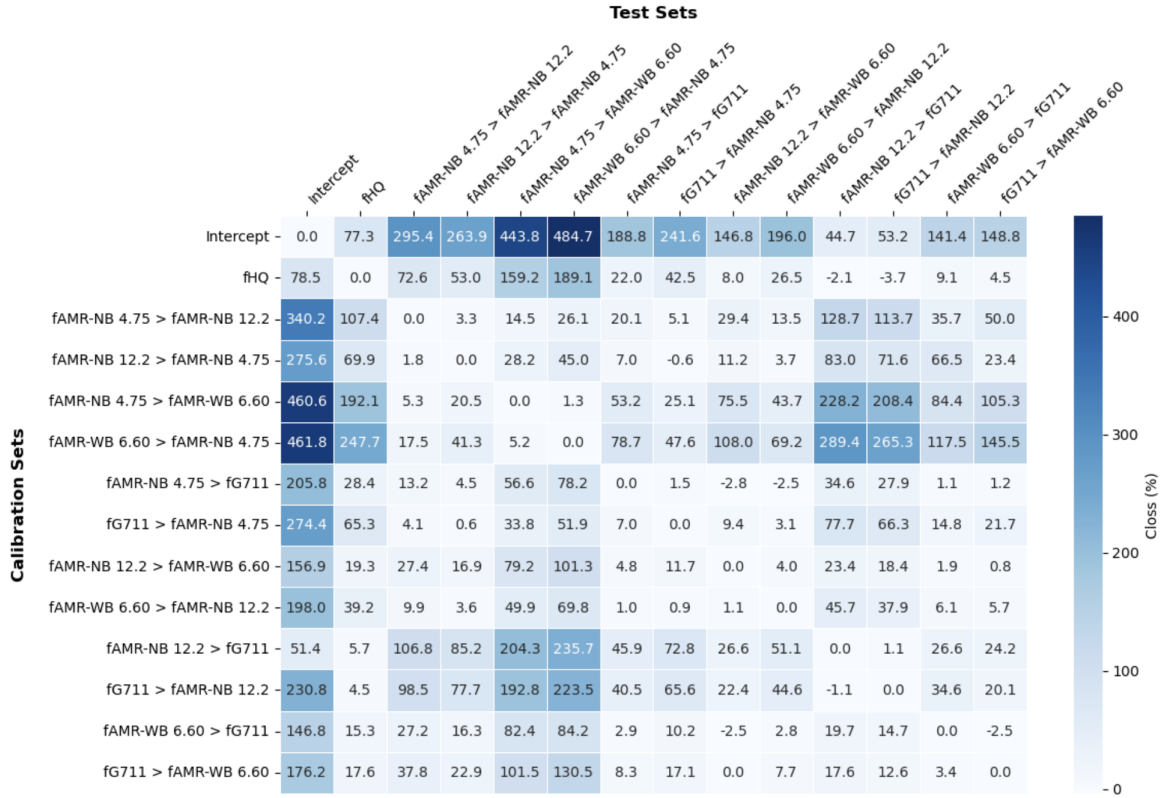 Test Sets
Intercept
fHQ
fAMR-NB 4.75 > fAMR-NB 12.2
fAMR-NB 12.2 > fAMR-NB 4.75
fAMR-NB 4.75 > fAMR-WB 6.60
fAMR-WB 6.60 > fAMR-NB 4.75
fAMR-NB 4.75 > fG711
fG711 > fAMR-NB 4.75
fAMR-NB 12.2 > fAMR-WB 6.60
fAMR-WB 6.60 > fAMR-NB 12.2
fAMR-NB 12.2 > fG711
fG711 > fAMR-NB 12.2
fAMR-WB 6.60 > fG711
fG711 > fAMR-WB 6.60
Calibration Sets
Intercept 0.0 77.3 295.4 263.9 443.8 484.7 188.8 241.6 146.8 196.0 44.7 53.2 141.4 148.8
fHQ 78.5 0.0 72.6 53.0 159.2 189.1 22.0 42.5 8.0 26.5 -2.1 -3.7 9.1 4.5
fAMR-NB 4.75 > fAMR-NB 12.2 340.2 107.4 0.0 3.3 14.5 26.1 20.1 5.1 29.4 13.5 128.7 113.7 35.7 50.0
fAMR-NB 12.2 > fAMR-NB 4.75 275.6 69.9 1.8 0.0 28.2 45.0 7.0 -0.6 11.2 3.7 83.0 71.6 66.5 23.4
fAMR-NB 4.75 > fAMR-WB 6.60 460.6 192.1 5.3 20.5 0.0 1.3 53.2 25.1 75.5 43.7 228.2 208.4 84.4 105.3
fAMR-WB 6.60 > fAMR-NB 4.75 461.8 247.7 17.5 41.3 5.2 0.0 78.7 47.6 108.0 69.2 289.4 265.3 117.5 145.5
fAMR-NB 4.75 > fG711 205.8 28.4 13.2 4.5 56.6 78.2 0.0 1.5 -2.8 -2.5 34.6 27.9 1.1 1.2
fG711 > fAMR-NB 4.75 274.4 65.3 4.1 0.6 33.8 51.9 7.0 0.0 9.4 3.1 77.7 66.3 14.8 21.7
fAMR-NB 12.2 > fAMR-WB 6.60 156.9 19.3 27.4 16.9 79.2 101.3 4.8 11.7 0.0 4.0 23.4 18.4 1.9 0.8
fAMR-WB 6.60 > fAMR-NB 12.2 198.0 39.2 9.9 3.6 49.9 69.8 1.0 0.9 1.1 0.0 45.7 37.9 6.1 5.7
fAMR-NB 12.2 > fG711 51.4 5.7 106.8 85.2 204.3 235.7 45.9 72.8 26.6 51.1 0.0 1.1 26.6 24.2
fG711 > fAMR-NB 12.2 230.8 4.5 98.5 77.7 192.8 223.5 40.5 65.6 22.4 44.6 -1.1 0.0 34.6 20.1
fAMR-WB 6.60 > fG711 146.8 15.3 27.2 16.3 82.4 84.2 2.9 10.2 -2.5 2.8 19.7 14.7 0.0 -2.5
fG711 > fAMR-WB 6.60 176.2 17.6 37.8 22.9 101.5 130.5 8.3 17.1 0.0 7.7 17.6 12.6 3.4 0.0
400
300
200
100
0
Closs (%)